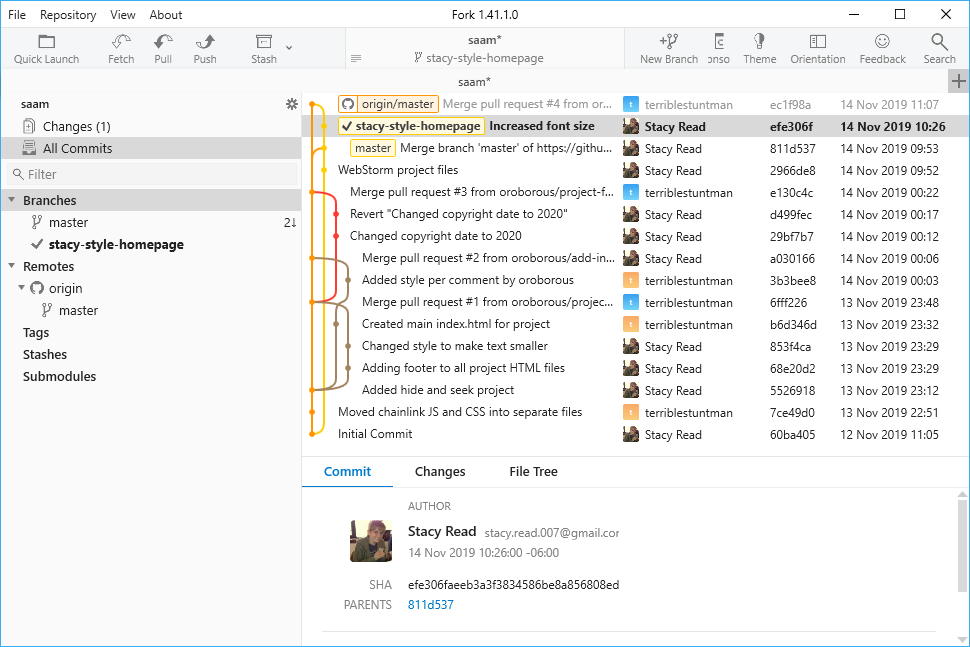 File Repository View About Fork 1.41.1.0
Quick Launch Fetch Pull Push Stash saam* stacy-style-homepage New Branch onso Theme Orientation Feedback Search
saam*
saam
Changes (1)
All Commits
Filter
Branches
master 2↓
stacy-style-homepage
Remotes
origin
master
Tags
Stashes
Submodules
origin/master Merge pull request #4 from or... t terriblestuntman ec1f98a 14 Nov 2019 11:07
stacy-style-homepage Increased font size Stacy Read efe306f 14 Nov 2019 10:26
master Merge branch 'master' of https://githu... Stacy Read 811d537 14 Nov 2019 09:53
WebStorm project files Stacy Read 2966de8 14 Nov 2019 09:52
Merge pull request #3 from oroborous/project-f... t terriblestuntman e130c4c 14 Nov 2019 00:22
Revert "Changed copyright date to 2020" Stacy Read d499fec 14 Nov 2019 00:17
Changed copyright date to 2020 Stacy Read 29bf7b7 14 Nov 2019 00:12
Merge pull request #2 from oroborous/add-in... Stacy Read a030166 14 Nov 2019 00:06
Added style per comment by oroborous t terriblestuntman 3b3bee8 14 Nov 2019 00:03
Merge pull request #1 from oroborous/projec... t terriblestuntman 6fff226 13 Nov 2019 23:48
Created main index.html for project t terriblestuntman b6d346d 13 Nov 2019 23:32
Changed style to make text smaller Stacy Read 853f4ca 13 Nov 2019 23:29
Adding footer to all project HTML files Stacy Read 68e20d2 13 Nov 2019 23:29
Added hide and seek project Stacy Read 5526918 13 Nov 2019 23:12
Moved chainlink JS and CSS into separate files t terriblestuntman 7ce49d0 13 Nov 2019 22:51
Initial Commit Stacy Read 60ba405 12 Nov 2019 11:05
Commit Changes File Tree
AUTHOR
Stacy Read stacy.read.007@gmail.cor
14 Nov 2019 10:26:00 -06:00
SHA efe306faeeb3a3f3834586be8a856808ed
PARENTS 811d537